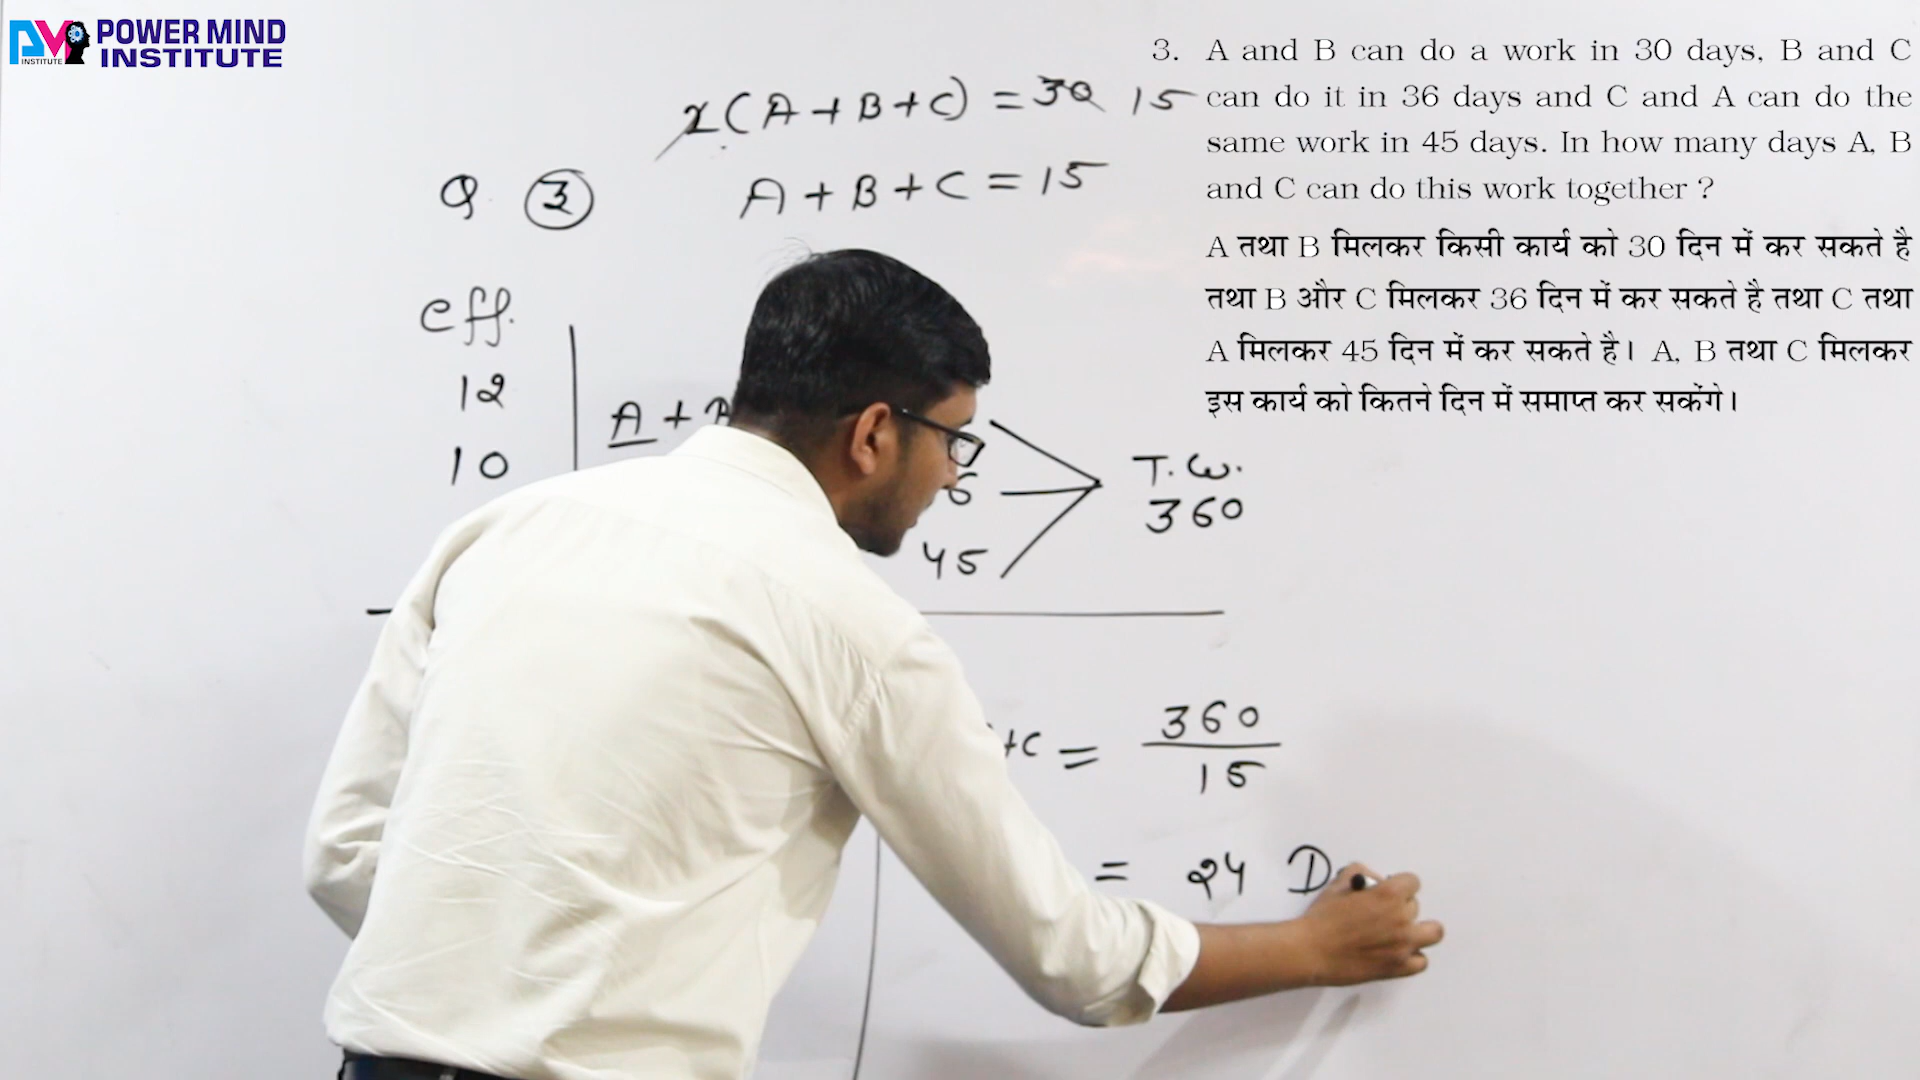 POWER MIND
INSTITUTE
INSTITUTE
3. A and B can do a work in 30 days, B and C
can do it in 36 days and C and A can do the
same work in 45 days. In how many days A, B
and C can do this work together ?
A तथा B मिलकर किसी कार्य को 30 दिन में कर सकते है
तथा B और C मिलकर 36 दिन में कर सकते है तथा C तथा
A मिलकर 45 दिन में कर सकते है। A, B तथा C मिलकर
इस कार्य को कितने दिन में समाप्त कर सकेंगे।
2(A+B+C) = 30 15
A+B+C = 15
Q 3
eff.
12
10
A + B
6
45
T.W.
360
+C = 360
15
= 24 D